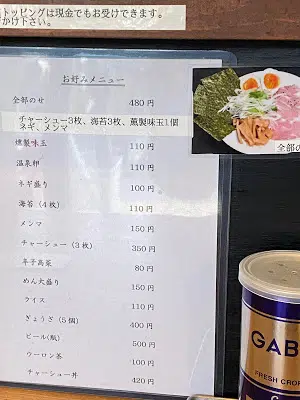 トッピングは現金でもお受けできます。
かけ下さい。
お好みメニュー
全部のせ 480円
チャーシュー3枚、海苔3枚、薫製味玉1個
ネギ、メンマ
燻製味玉 110円
温泉卵 110円
ネギ盛り 100円
海苔（4枚） 110円
メンマ 150円
チャーシュー（3枚） 350円
辛子高菜 80円
めん大盛り 150円
ライス 110円
ぎょうざ（5個） 400円
ビール(瓶) 500円
ウーロン茶 100円
チャーシュー丼 420円
全部の
GAB
FRESH CROP